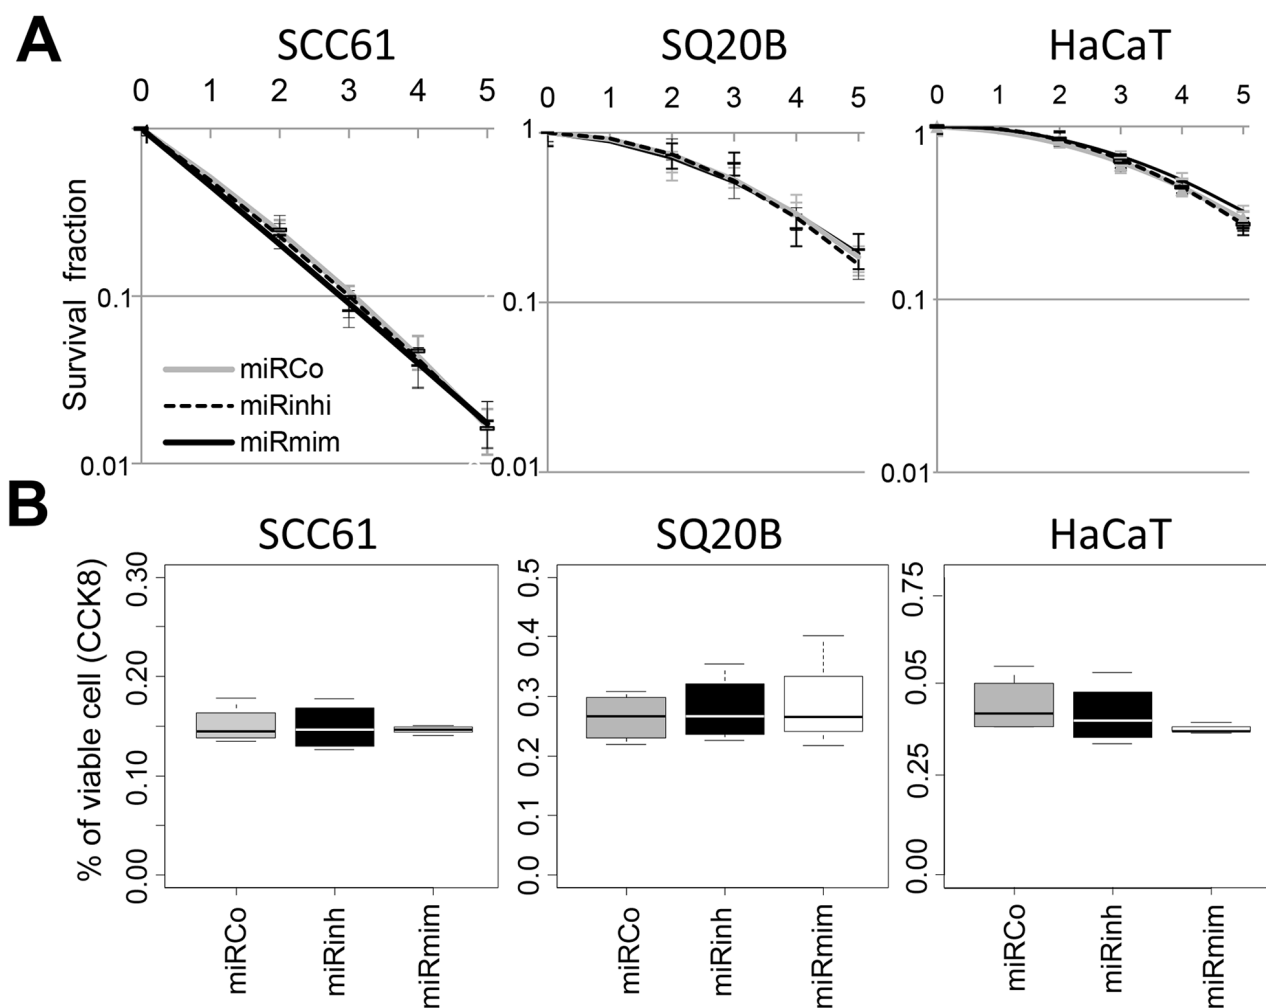 A
SCC61
SQ20B
HaCaT
0 1 2 3 4 5
0 1 2 3 4 5
0 1 2 3 4 5
Survival fraction
0.1
0.01
1
0.1
0.01
1
0.1
0.01
miRCo
miRinhi
miRmim
B
SCC61
SQ20B
HaCaT
% of viable cell (CCK8)
0.30
0.20
0.10
0.00
0.5
0.4
0.3
0.2
0.1
0.0
0.75
0.05
0.25
0.00
miRCo
miRinh
miRmim
miRCo
miRinh
miRmim
miRCo
miRinh
miRmim